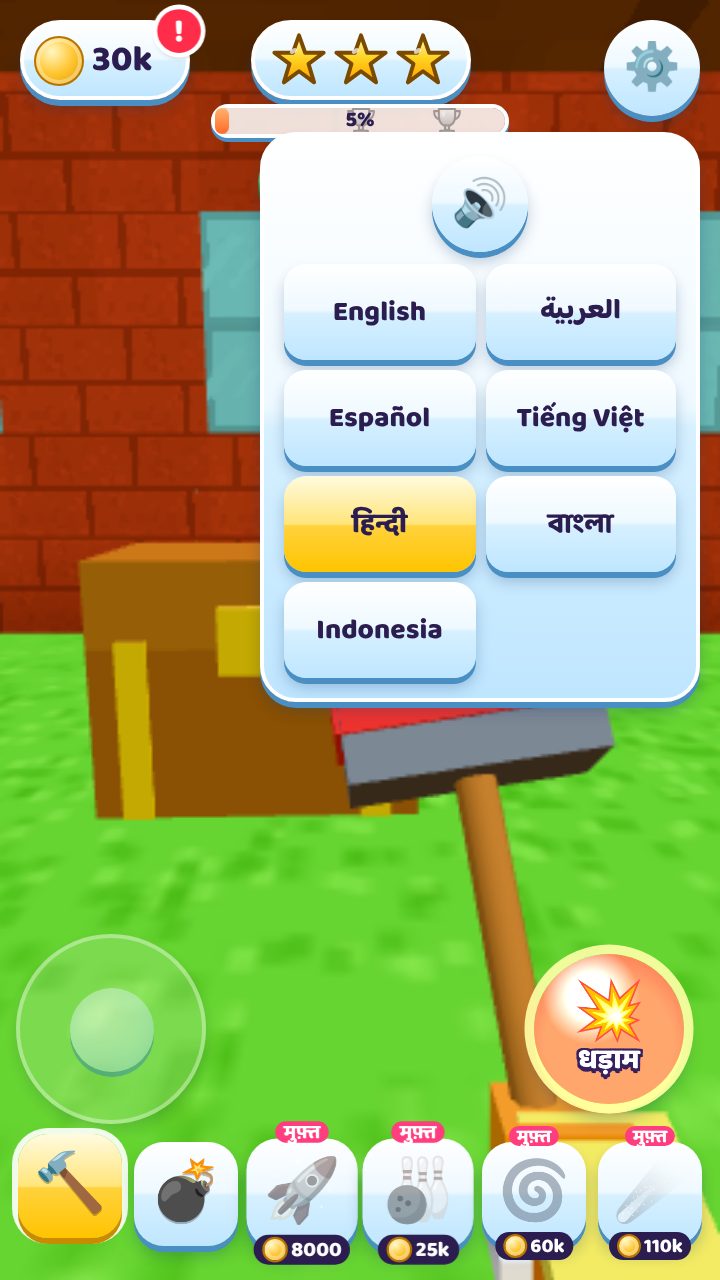 30k
!
5%
English
العربية
Español
Tiếng Việt
हिन्दी
বাংলা
Indonesia
धड़ाम
मुफ़्त
मुफ़्त
मुफ़्त
मुफ़्त
8000
25k
60k
110k